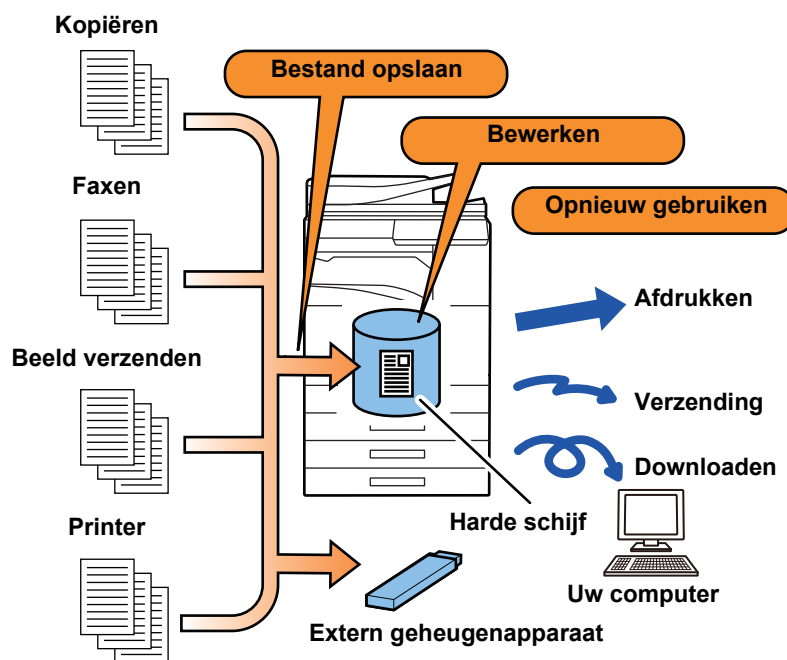 Kopiëren
Bestand opslaan
Bewerken
Faxen
Opnieuw gebruiken
Afdrukken
Beeld verzenden
Verzending
Downloaden
Printer
Harde schijf
Uw computer
Extern geheugenapparaat